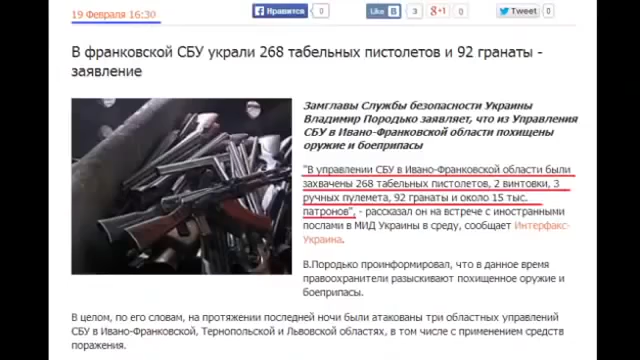 19 Февраля 16:30
Нравится 0 Like 3 g+1 0 Tweet 0
В франковской СБУ украли 268 табельных пистолетов и 92 гранаты -
заявление
Замглавы Службы безопасности Украины
Владимир Породько заявляет, что из Управления
СБУ в Ивано-Франковской области похищены
оружие и боеприпасы
"В управлении СБУ в Ивано-Франковской области были
захвачены 268 табельных пистолетов, 2 винтовки, 3
ручных пулемета, 92 гранаты и около 15 тыс.
патронов", - рассказал он на встрече с иностранными
послами в МИД Украины в среду, сообщает Интерфакс-
Украина.
В.Породько проинформировал, что в данное время
правоохранители разыскивают похищенное оружие и
боеприпасы.
В целом, по его словам, на протяжении последней ночи были атакованы три областных управлений
СБУ в Ивано-Франковской, Тернопольской и Львовской областях, в том числе с применением средств
поражения.